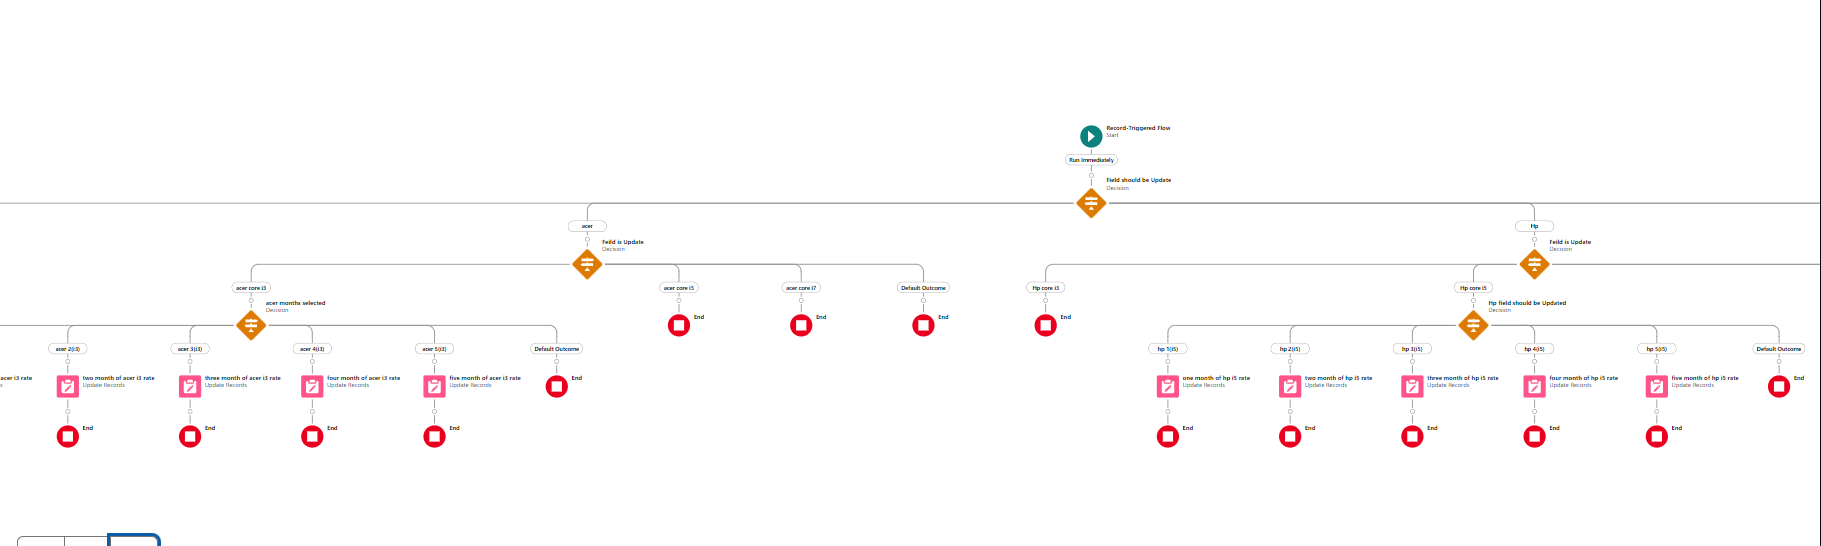 Record-Triggered Flow
Start
Run Immediately
Field should be Update
Decision
acer
Hp
Feild is Update
Decision
Feild is Update
Decision
acer core i3
acer core i5
acer core i7
Default Outcome
Hp core i3
Hp core i5
acer months selected
Decision
End
End
End
End
Hp field should be Updated
Decision
acer 2(i3)
acer 3(i3)
acer 4(i3)
acer 5(i3)
Default Outcome
hp 1(i5)
hp 2(i5)
hp 3(i5)
hp 4(i5)
hp 5(i5)
Default Outcome
acer i3 rate
s
two month of acer i3 rate
Update Records
three month of acer i3 rate
Update Records
four month of acer i3 rate
Update Records
five month of acer i3 rate
Update Records
End
one month of hp i5 rate
Update Records
two month of hp i5 rate
Update Records
three month of hp i5 rate
Update Records
four month of hp i5 rate
Update Records
five month of hp i5 rate
Update Records
End
End
End
End
End
End
End
End
End
End